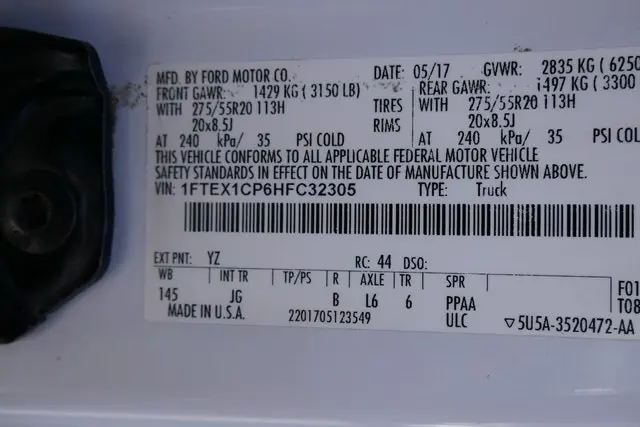 MFD. BY FORD MOTOR CO. DATE: 05/17 GVWR: 2835 KG ( 6250
FRONT GAWR: 1429 KG ( 3150 LB) REAR GAWR: 1497 KG ( 3300
WITH 275/55R20 113H TIRES WITH 275/55R20 113H
20x8.5J RIMS 20x8.5J
AT 240 kPa/ 35 PSI COLD AT 240 kPa/ 35 PSI COL
THIS VEHICLE CONFORMS TO ALL APPLICABLE FEDERAL MOTOR VEHICLE
SAFETY STANDARDS IN EFFECT ON THE DATE OF MANUFACTURE SHOWN ABOVE.
VIN: 1FTEX1CP6HFC32305 TYPE: Truck
EXT PNT: YZ RC: 44 DSO:
WB INT TR TP/PS R AXLE TR SPR
145 JG B L6 6 PPAA F01
MADE IN U.S.A. 2201705123549 ULC T08
▽5U5A-3520472-AA